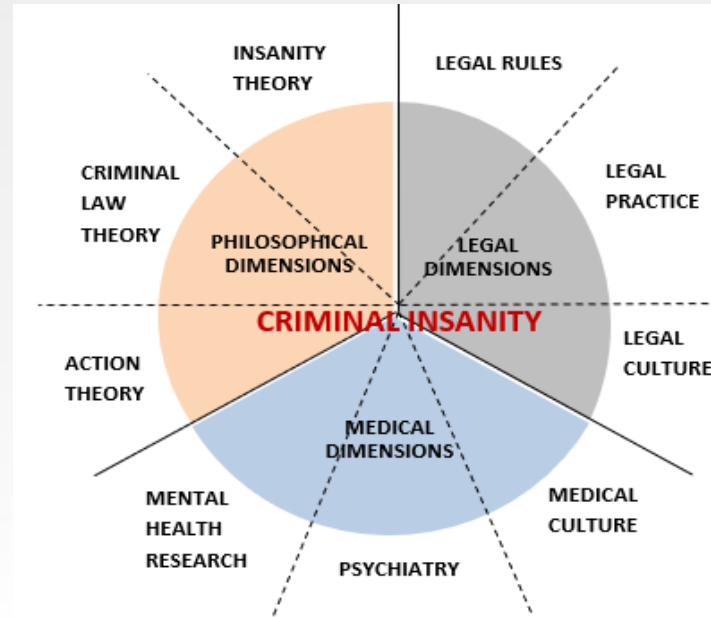 INSANITY
THEORY
LEGAL RULES
CRIMINAL
LAW
THEORY
LEGAL
PRACTICE
PHILOSOPHICAL
DIMENSIONS
LEGAL
DIMENSIONS
CRIMINAL INSANITY
ACTION
THEORY
LEGAL
CULTURE
MEDICAL
DIMENSIONS
MENTAL
HEALTH
RESEARCH
MEDICAL
CULTURE
PSYCHIATRY